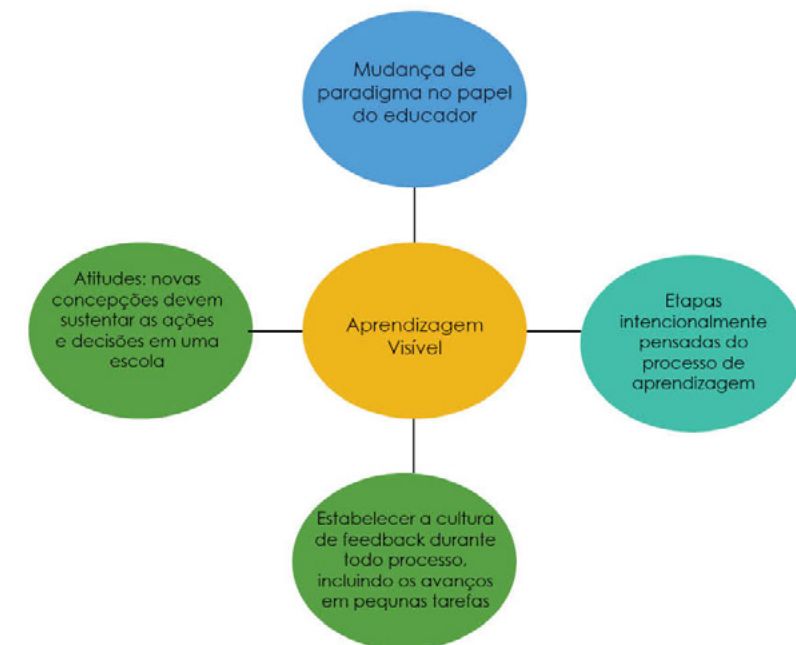 Mudança de
paradigma no papel
do educador
Atitudes: novas
concepções devem
sustentar as ações
e decisões em uma
escola
Aprendizagem
Visível
Etapas
intencionalmente
pensadas do
processo de
aprendizagem
Estabelecer a cultura
de feedback durante
todo processo,
incluindo os avanços
em pequnas tarefas